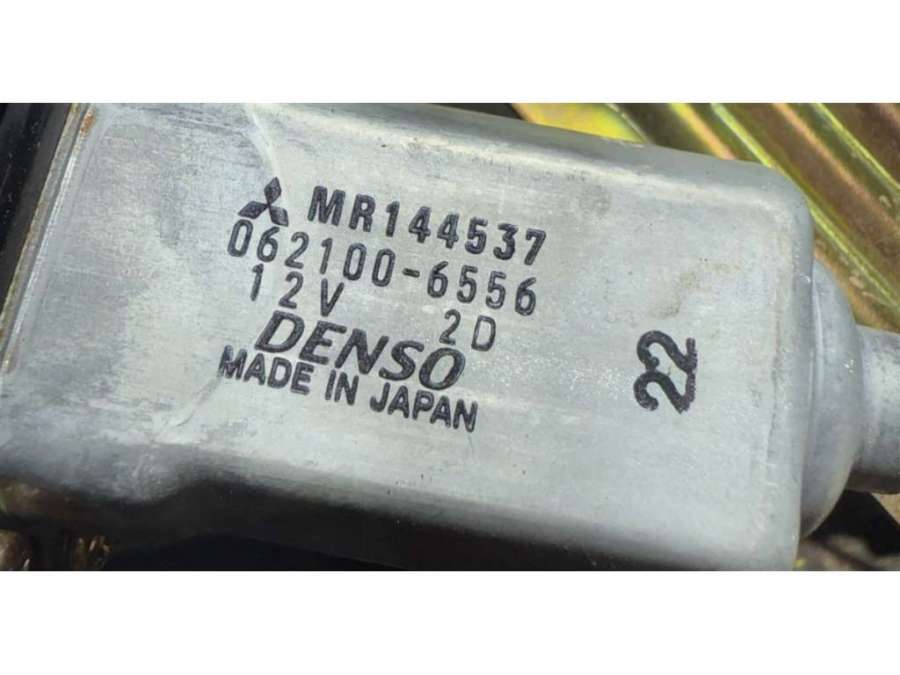 MR144537
062100-6556
12V 2D
DENSO
MADE IN JAPAN
22